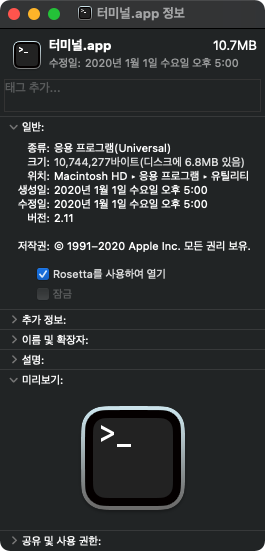 터미널.app 정보
터미널.app 10.7MB
수정일: 2020년 1월 1일 수요일 오후 5:00
태그 추가...
일반:
종류: 응용 프로그램(Universal)
크기: 10,744,277바이트(디스크에 6.8MB 있음)
위치: Macintosh HD ▸ 응용 프로그램 ▸ 유틸리티
생성일: 2020년 1월 1일 수요일 오후 5:00
수정일: 2020년 1월 1일 수요일 오후 5:00
버전: 2.11
저작권: © 1991–2020 Apple Inc. 모든 권리 보유.
Rosetta를 사용하여 열기
잠금
추가 정보:
이름 및 확장자:
설명:
미리보기:
>_
공유 및 사용 권한: